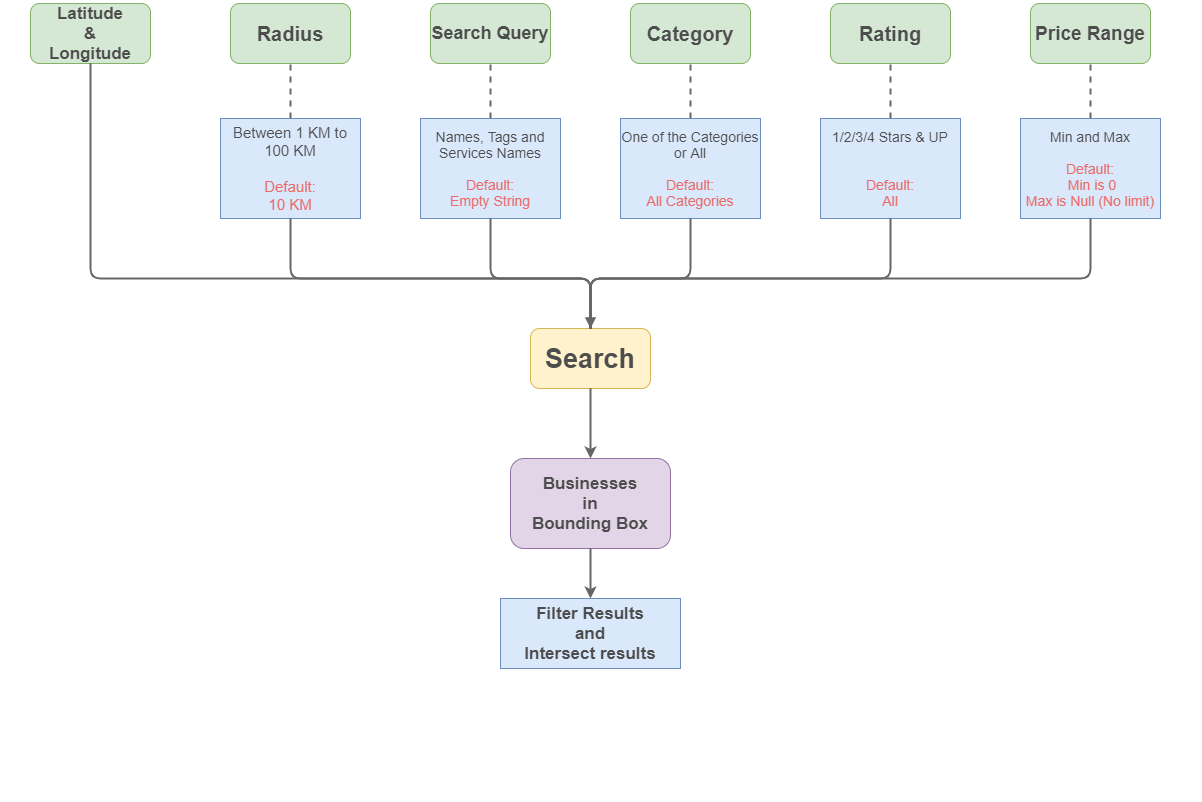 Latitude
&
Longitude
Radius
Search Query
Category
Rating
Price Range
Between 1 KM to
100 KM
Default:
10 KM
Names, Tags and
Services Names
Default:
Empty String
One of the Categories
or All
Default:
All Categories
1/2/3/4 Stars & UP
Default:
All
Min and Max
Default:
Min is 0
Max is Null (No limit)
Search
Businesses
in
Bounding Box
Filter Results
and
Intersect results